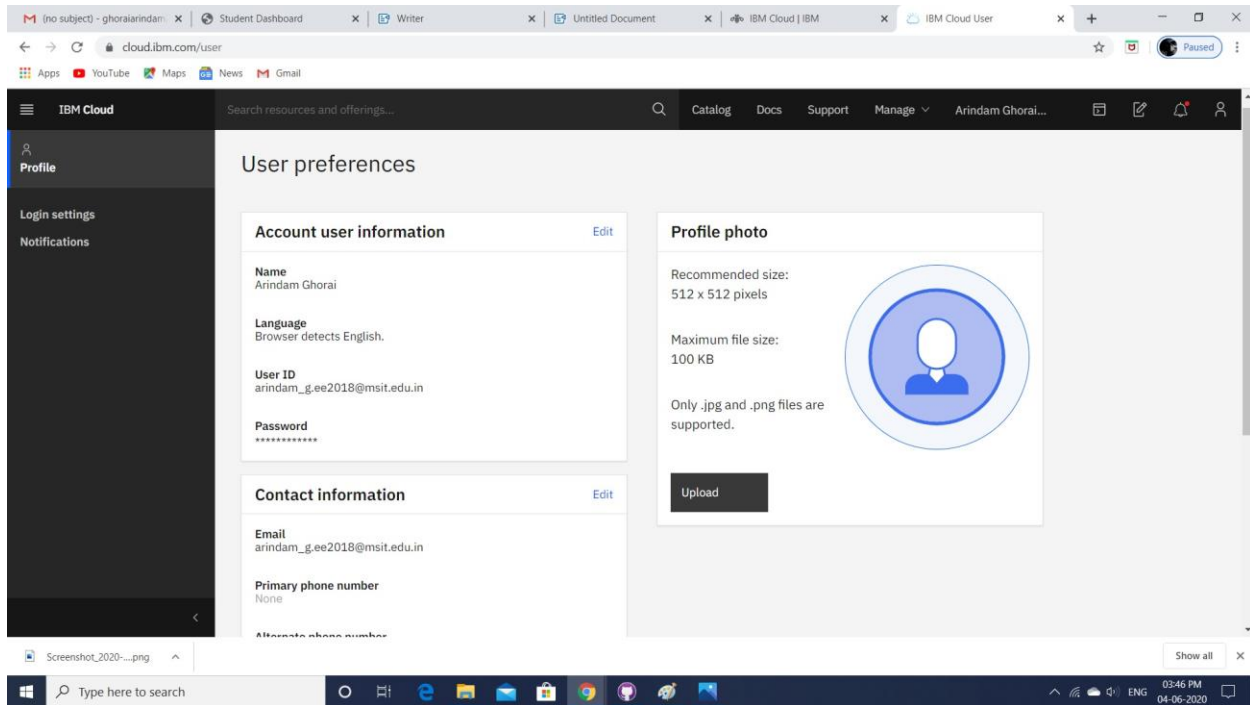 (no subject) - ghoraiarindam
Student Dashboard
Writer
Untitled Document
IBM Cloud | IBM
IBM Cloud User
cloud.ibm.com/user
Paused
Apps
YouTube
Maps
News
Gmail
IBM Cloud
Search resources and offerings...
Catalog
Docs
Support
Manage
Arindam Ghorai...
Profile
Login settings
Notifications
User preferences
Account user information
Edit
Name
Arindam Ghorai
Language
Browser detects English.
User ID
arindam_g.ee2018@msit.edu.in
Password
************
Contact information
Edit
Email
arindam_g.ee2018@msit.edu.in
Primary phone number
None
Alternate phone number
Profile photo
Recommended size:
512 x 512 pixels
Maximum file size:
100 KB
Only .jpg and .png files are
supported.
Upload
Screenshot_2020-....png
Show all
Type here to search
ENG
03:46 PM
04-06-2020